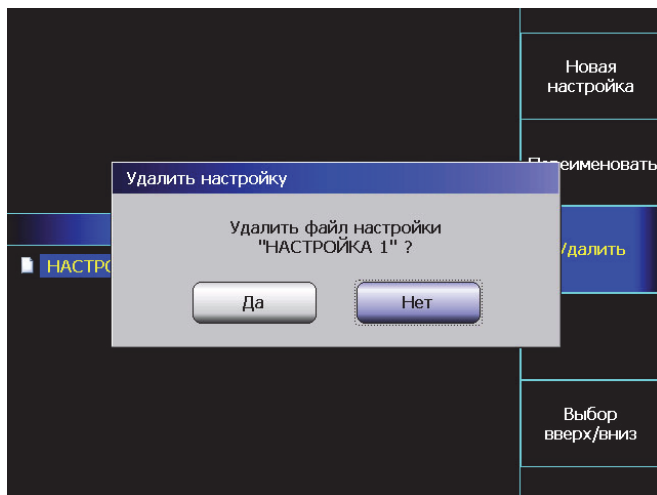 Новая
настройка
Удалить настройку
Удалить файл настройки
"НАСТРОЙКА 1" ?
Да
Нет
Удалить
Выбор
вверх/вниз